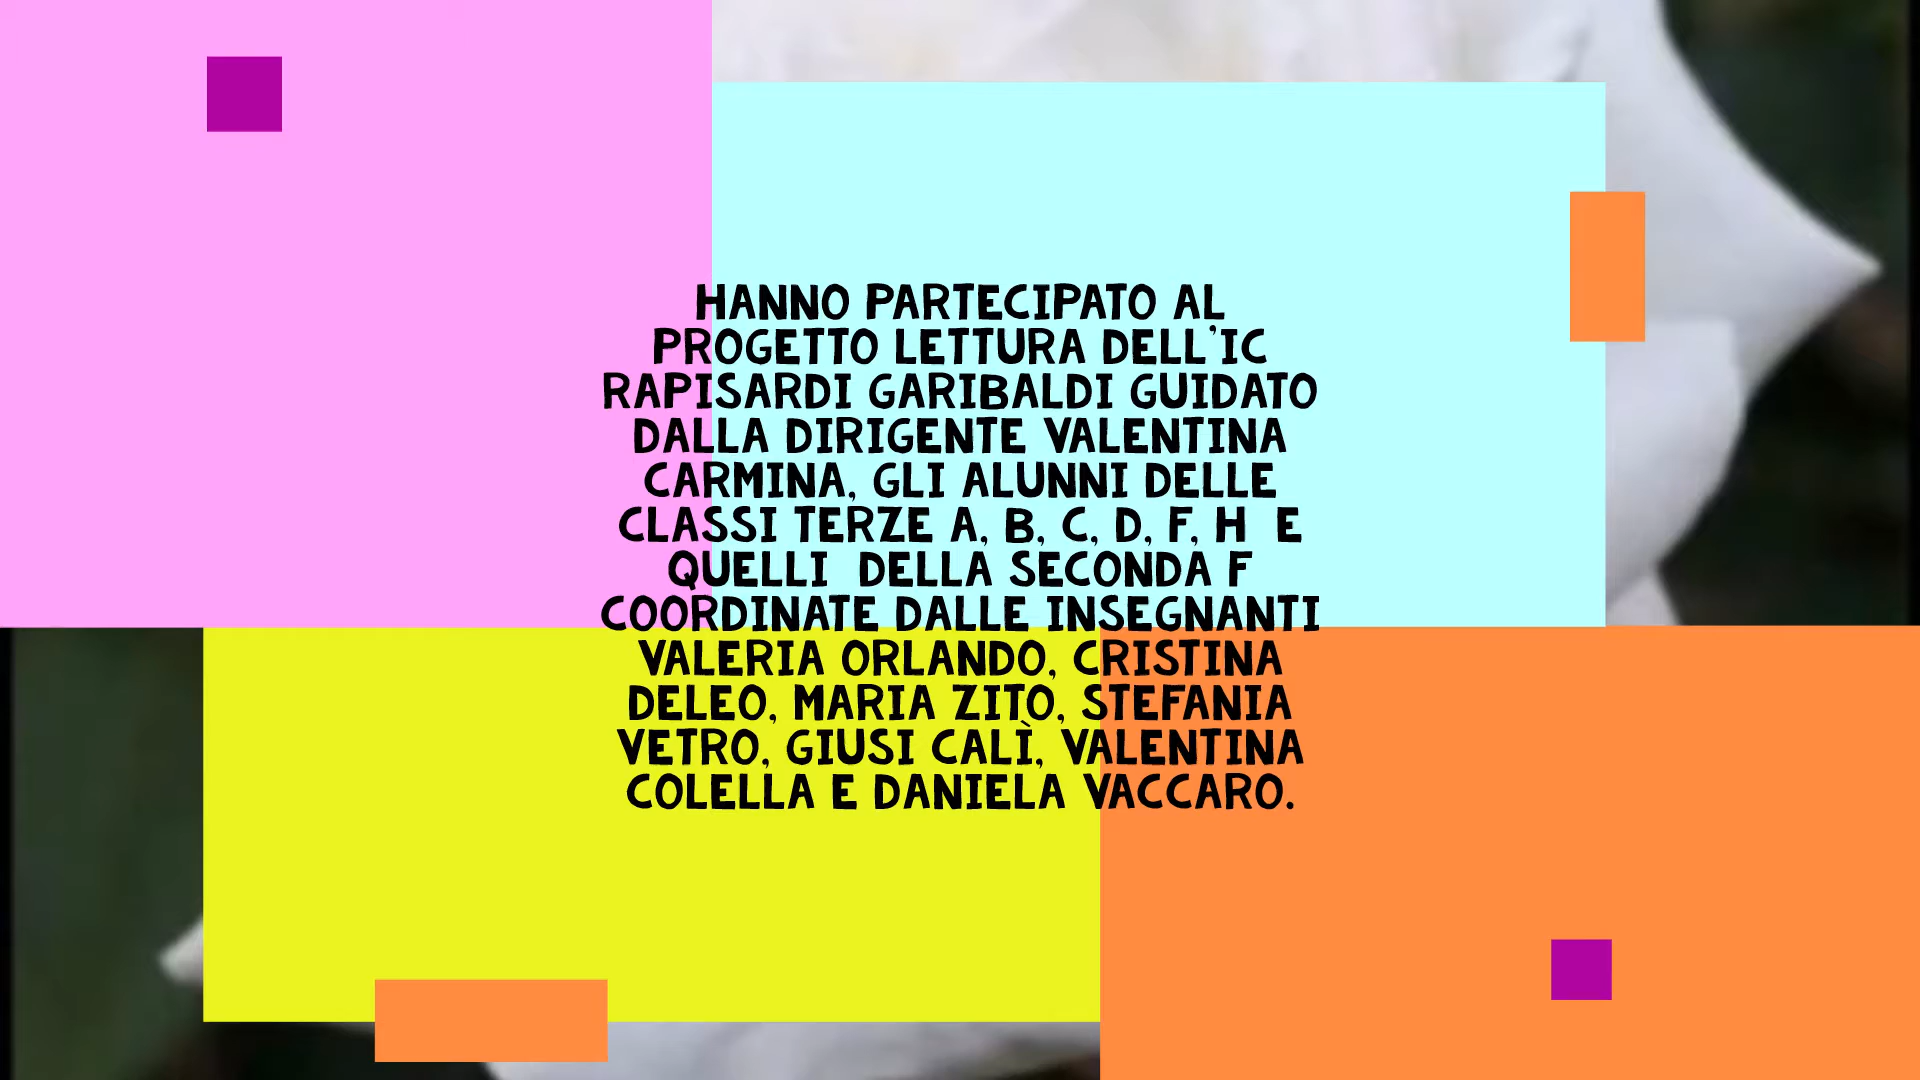 HANNO PARTECIPATO AL
PROGETTO LETTURA DELL'IC
RAPISARDI GARIBALDI GUIDATO
DALLA DIRIGENTE VALENTINA
CARMINA, GLI ALUNNI DELLE
CLASSI TERZE A, B, C, D, F, H  E
QUELLI  DELLA SECONDA F
COORDINATE DALLE INSEGNANTI
VALERIA ORLANDO, CRISTINA
DELEO, MARIA ZITO, STEFANIA
VETRO, GIUSI CALÌ, VALENTINA
COLELLA E DANIELA VACCARO.